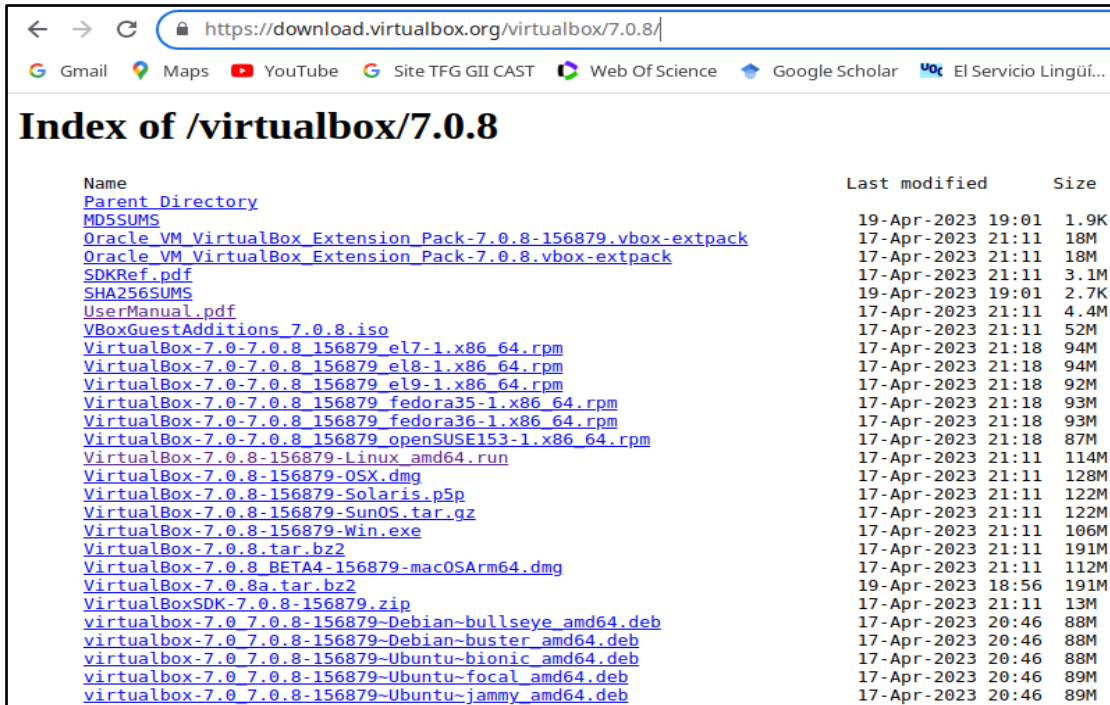 https://download.virtualbox.org/virtualbox/7.0.8/
Gmail Maps YouTube Site TFG GII CAST Web Of Science Google Scholar UOC El Servicio Lingüí...
Index of /virtualbox/7.0.8
Name Last modified Size
Parent Directory
MD5SUMS 19-Apr-2023 19:01 1.9K
Oracle_VM_VirtualBox_Extension_Pack-7.0.8-156879.vbox-extpack 17-Apr-2023 21:11 18M
Oracle_VM_VirtualBox_Extension_Pack-7.0.8.vbox-extpack 17-Apr-2023 21:11 18M
SDKRef.pdf 17-Apr-2023 21:11 3.1M
SHA256SUMS 19-Apr-2023 19:01 2.7K
UserManual.pdf 17-Apr-2023 21:11 4.4M
VBoxGuestAdditions_7.0.8.iso 17-Apr-2023 21:11 52M
VirtualBox-7.0-7.0.8_156879_el7-1.x86_64.rpm 17-Apr-2023 21:18 94M
VirtualBox-7.0-7.0.8_156879_el8-1.x86_64.rpm 17-Apr-2023 21:18 94M
VirtualBox-7.0-7.0.8_156879_el9-1.x86_64.rpm 17-Apr-2023 21:18 92M
VirtualBox-7.0-7.0.8_156879_fedora35-1.x86_64.rpm 17-Apr-2023 21:18 93M
VirtualBox-7.0-7.0.8_156879_fedora36-1.x86_64.rpm 17-Apr-2023 21:18 93M
VirtualBox-7.0-7.0.8_156879_openSUSE153-1.x86_64.rpm 17-Apr-2023 21:18 87M
VirtualBox-7.0.8-156879-Linux_amd64.run 17-Apr-2023 21:11 114M
VirtualBox-7.0.8-156879-OSX.dmg 17-Apr-2023 21:11 128M
VirtualBox-7.0.8-156879-Solaris.p5p 17-Apr-2023 21:11 122M
VirtualBox-7.0.8-156879-SunOS.tar.gz 17-Apr-2023 21:11 122M
VirtualBox-7.0.8-156879-Win.exe 17-Apr-2023 21:11 106M
VirtualBox-7.0.8.tar.bz2 17-Apr-2023 21:11 191M
VirtualBox-7.0.8_BETA4-156879-macOSArm64.dmg 17-Apr-2023 21:11 112M
VirtualBox-7.0.8a.tar.bz2 19-Apr-2023 18:56 191M
VirtualBoxSDK-7.0.8-156879.zip 17-Apr-2023 21:11 13M
virtualbox-7.0_7.0.8-156879~Debian~bullseye_amd64.deb 17-Apr-2023 20:46 88M
virtualbox-7.0_7.0.8-156879~Debian~buster_amd64.deb 17-Apr-2023 20:46 88M
virtualbox-7.0_7.0.8-156879~Ubuntu~bionic_amd64.deb 17-Apr-2023 20:46 88M
virtualbox-7.0_7.0.8-156879~Ubuntu~focal_amd64.deb 17-Apr-2023 20:46 89M
virtualbox-7.0_7.0.8-156879~Ubuntu~jammy_amd64.deb 17-Apr-2023 20:46 89M